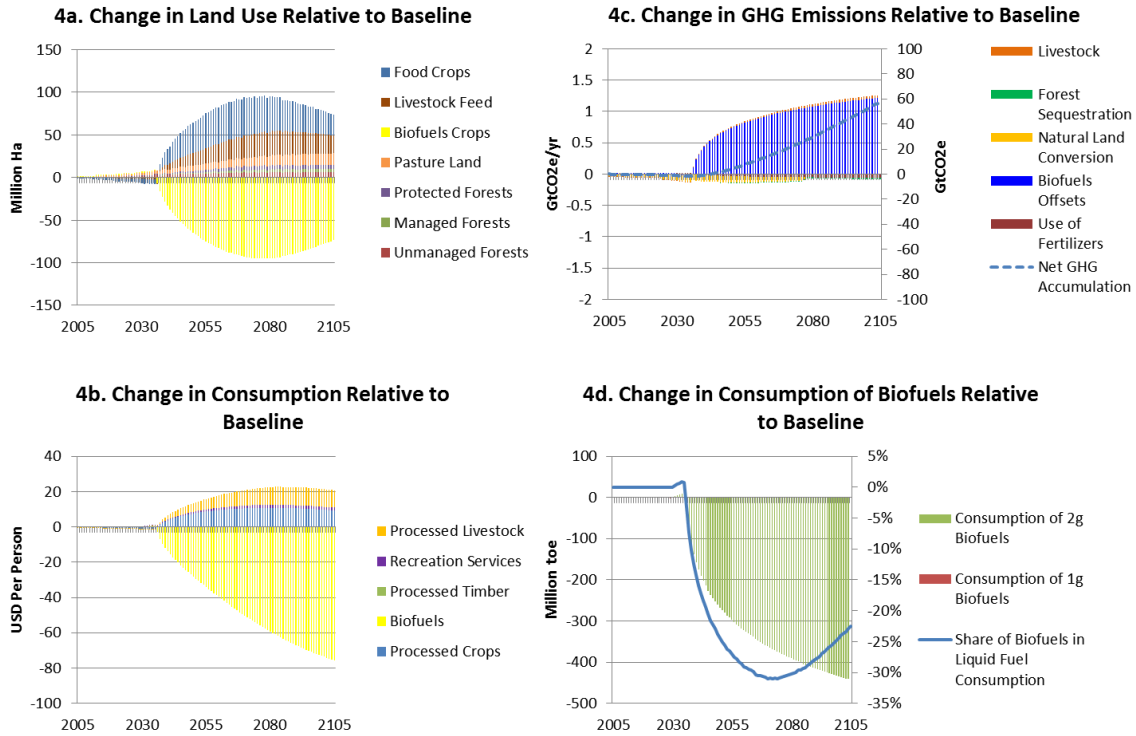 4a. Change in Land Use Relative to Baseline
Million Ha
150
100
50
0
-50
-100
-150
2005 2030 2055 2080 2105
Food Crops
Livestock Feed
Biofuels Crops
Pasture Land
Protected Forests
Managed Forests
Unmanaged Forests
4c. Change in GHG Emissions Relative to Baseline
GtCO2e/yr
2
1.5
1
0.5
0
-0.5
-1
-1.5
-2
100
80
60
40
20
0
-20
-40
-60
-80
-100
GtCO2e
2005 2030 2055 2080 2105
Livestock
Forest
Sequestration
Natural Land
Conversion
Biofuels
Offsets
Use of
Fertilizers
Net GHG
Accumulation
4b. Change in Consumption Relative to
Baseline
USD Per Person
40
20
0
-20
-40
-60
-80
-100
2005 2030 2055 2080 2105
Processed Livestock
Recreation Services
Processed Timber
Biofuels
Processed Crops
4d. Change in Consumption of Biofuels Relative
to Baseline
Million toe
100
0
-100
-200
-300
-400
-500
5%
0%
-5%
-10%
-15%
-20%
-25%
-30%
-35%
2005 2030 2055 2080 2105
Consumption of 2g
Biofuels
Consumption of 1g
Biofuels
Share of Biofuels in
Liquid Fuel
Consumption